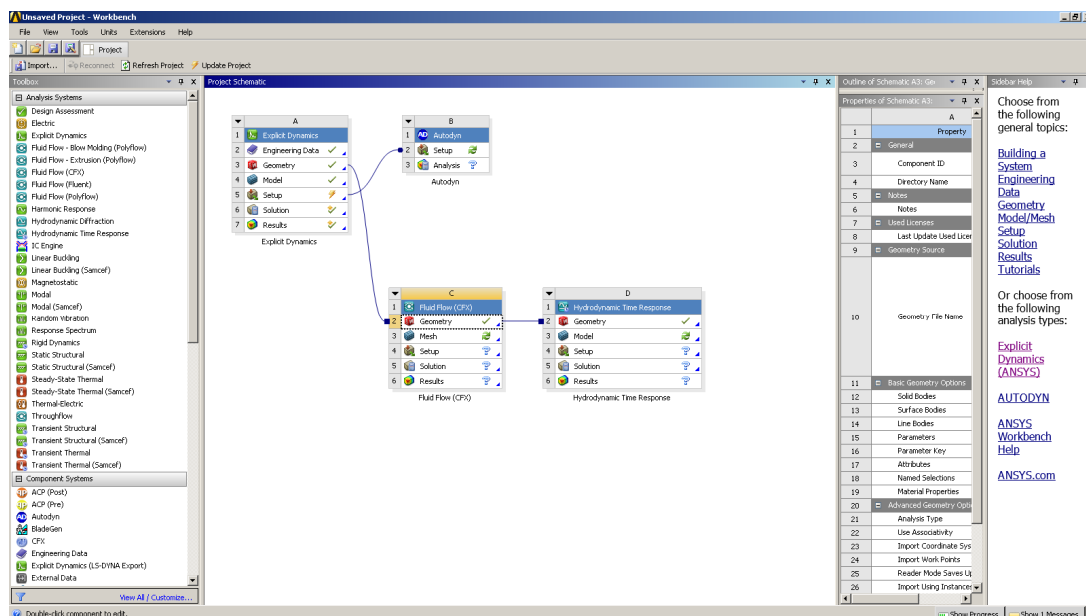 Unsaved Project - Workbench
File View Tools Units Extensions Help
Project
Import... Reconnect Refresh Project Update Project
Toolbox
Analysis Systems
Design Assessment
Electric
Explicit Dynamics
Fluid Flow - Blow Molding (Polyflow)
Fluid Flow - Extrusion (Polyflow)
Fluid Flow (CFX)
Fluid Flow (Fluent)
Fluid Flow (Polyflow)
Harmonic Response
Hydrodynamic Diffraction
Hydrodynamic Time Response
IC Engine
Linear Buckling
Linear Buckling (Samcef)
Magnetostatic
Modal
Modal (Samcef)
Random Vibration
Response Spectrum
Rigid Dynamics
Static Structural
Static Structural (Samcef)
Steady-State Thermal
Steady-State Thermal (Samcef)
Thermal-Electric
Throughflow
Transient Structural
Transient Structural (Samcef)
Transient Thermal
Transient Thermal (Samcef)
Component Systems
ACP (Post)
ACP (Pre)
Autodyn
BladeGen
CFX
Engineering Data
Explicit Dynamics (LS-DYNA Export)
External Data
View All / Customize...
Double-click component to edit.
Project Schematic
A
1 Explicit Dynamics
2 Engineering Data
3 Geometry
4 Model
5 Setup
6 Solution
7 Results
Explicit Dynamics
B
1 Autodyn
2 Setup
3 Analysis
Autodyn
C
1 Fluid Flow (CFX)
2 Geometry
3 Mesh
4 Setup
5 Solution
6 Results
Fluid Flow (CFX)
D
1 Hydrodynamic Time Response
2 Geometry
3 Model
4 Setup
5 Solution
6 Results
Hydrodynamic Time Response
Outline of Schematic A3: Ge
Properties of Schematic A3:
A
1 Property
2 General
3 Component ID
4 Directory Name
5 Notes
6 Notes
7 Used Licenses
8 Last Update Used Licen
9 Geometry Source
10 Geometry File Name
11 Basic Geometry Options
12 Solid Bodies
13 Surface Bodies
14 Line Bodies
15 Parameters
16 Parameter Key
17 Attributes
18 Named Selections
19 Material Properties
20 Advanced Geometry Opti
21 Analysis Type
22 Use Associativity
23 Import Coordinate Sys
24 Import Work Points
25 Reader Mode Saves Up
26 Import Using Instances
Sidebar Help
Choose from
the following
general topics:
Building a
System
Engineering
Data
Geometry
Model/Mesh
Setup
Solution
Results
Tutorials
Or choose from
the following
analysis types:
Explicit
Dynamics
(ANSYS)
AUTODYN
ANSYS
Workbench
Help
ANSYS.com
Show Progress Show 1 Messages